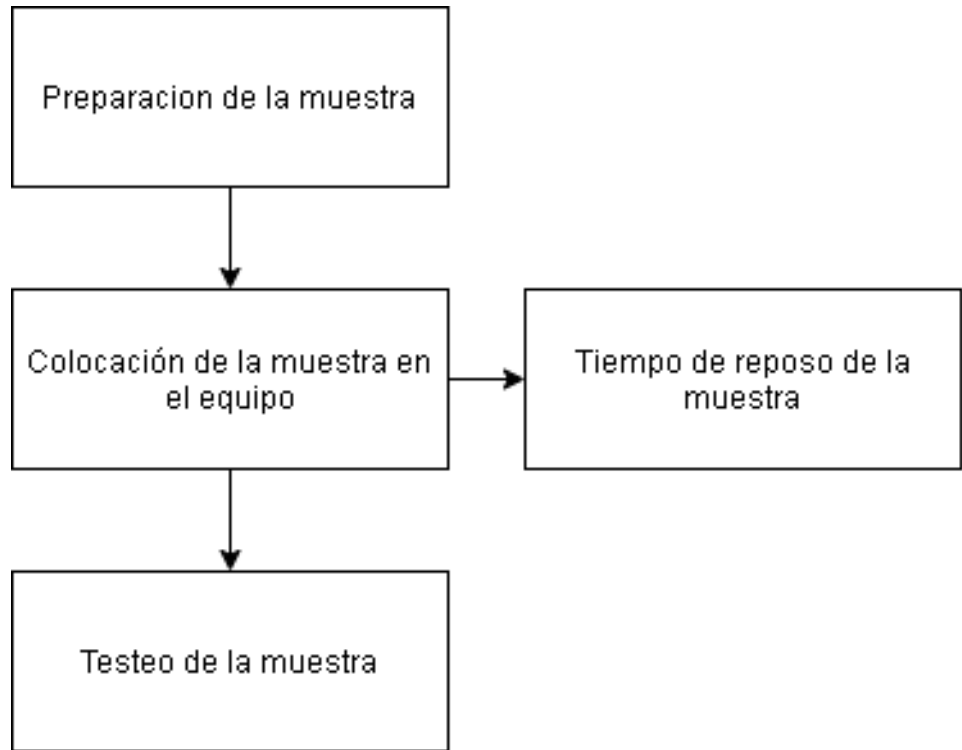 Preparacion de la muestra
Colocación de la muestra en
el equipo
Tiempo de reposo de la
muestra
Testeo de la muestra